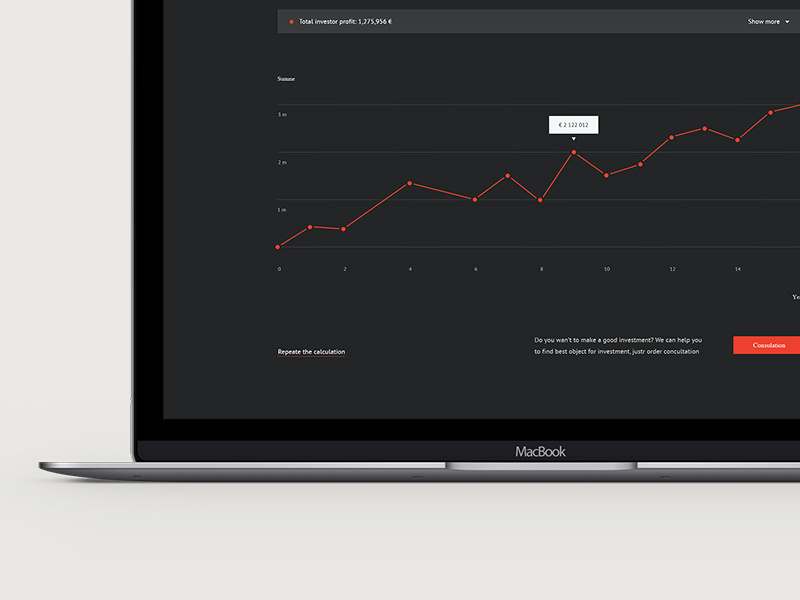 Total investor profit: 1,275,956 € Show more
Summe
3 m
€ 2 122 012
2 m
1 m
0 2 4 6 8 10 12 14
Repeate the calculation
Do you wan't to make a good investment? We can help you
to find best object for investment, justr order concultation
Consulation
MacBook